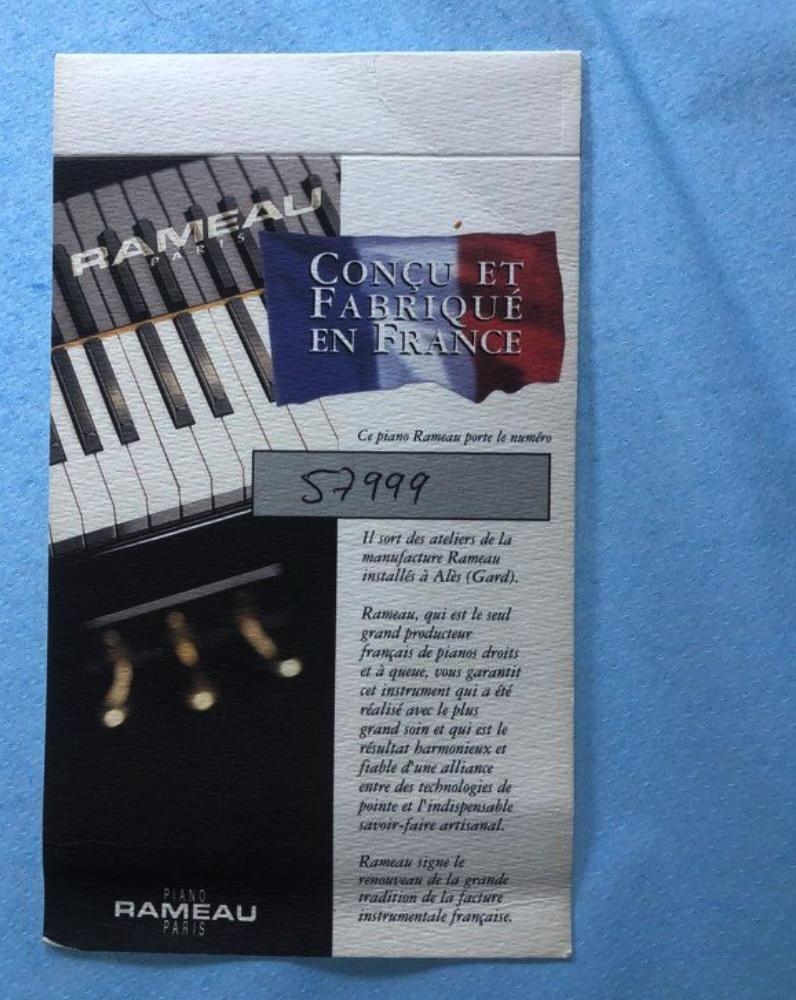 RAMEAU
PARIS
CONÇU ET
FABRIQUÉ
EN FRANCE
Ce piano Rameau porte le numéro
57999
Il sort des ateliers de la
manufacture Rameau
installés à Alès (Gard).
Rameau, qui est le seul
grand producteur
français de pianos droits
et à queue, vous garantit
cet instrument qui a été
réalisé avec le plus
grand soin et qui est le
résultat harmonieux et
fiable d'une alliance
entre des technologies de
pointe et l'indispensable
savoir-faire artisanal.
Rameau signe le
renouveau de la grande
tradition de la facture
instrumentale française.
PIANO
RAMEAU
PARIS